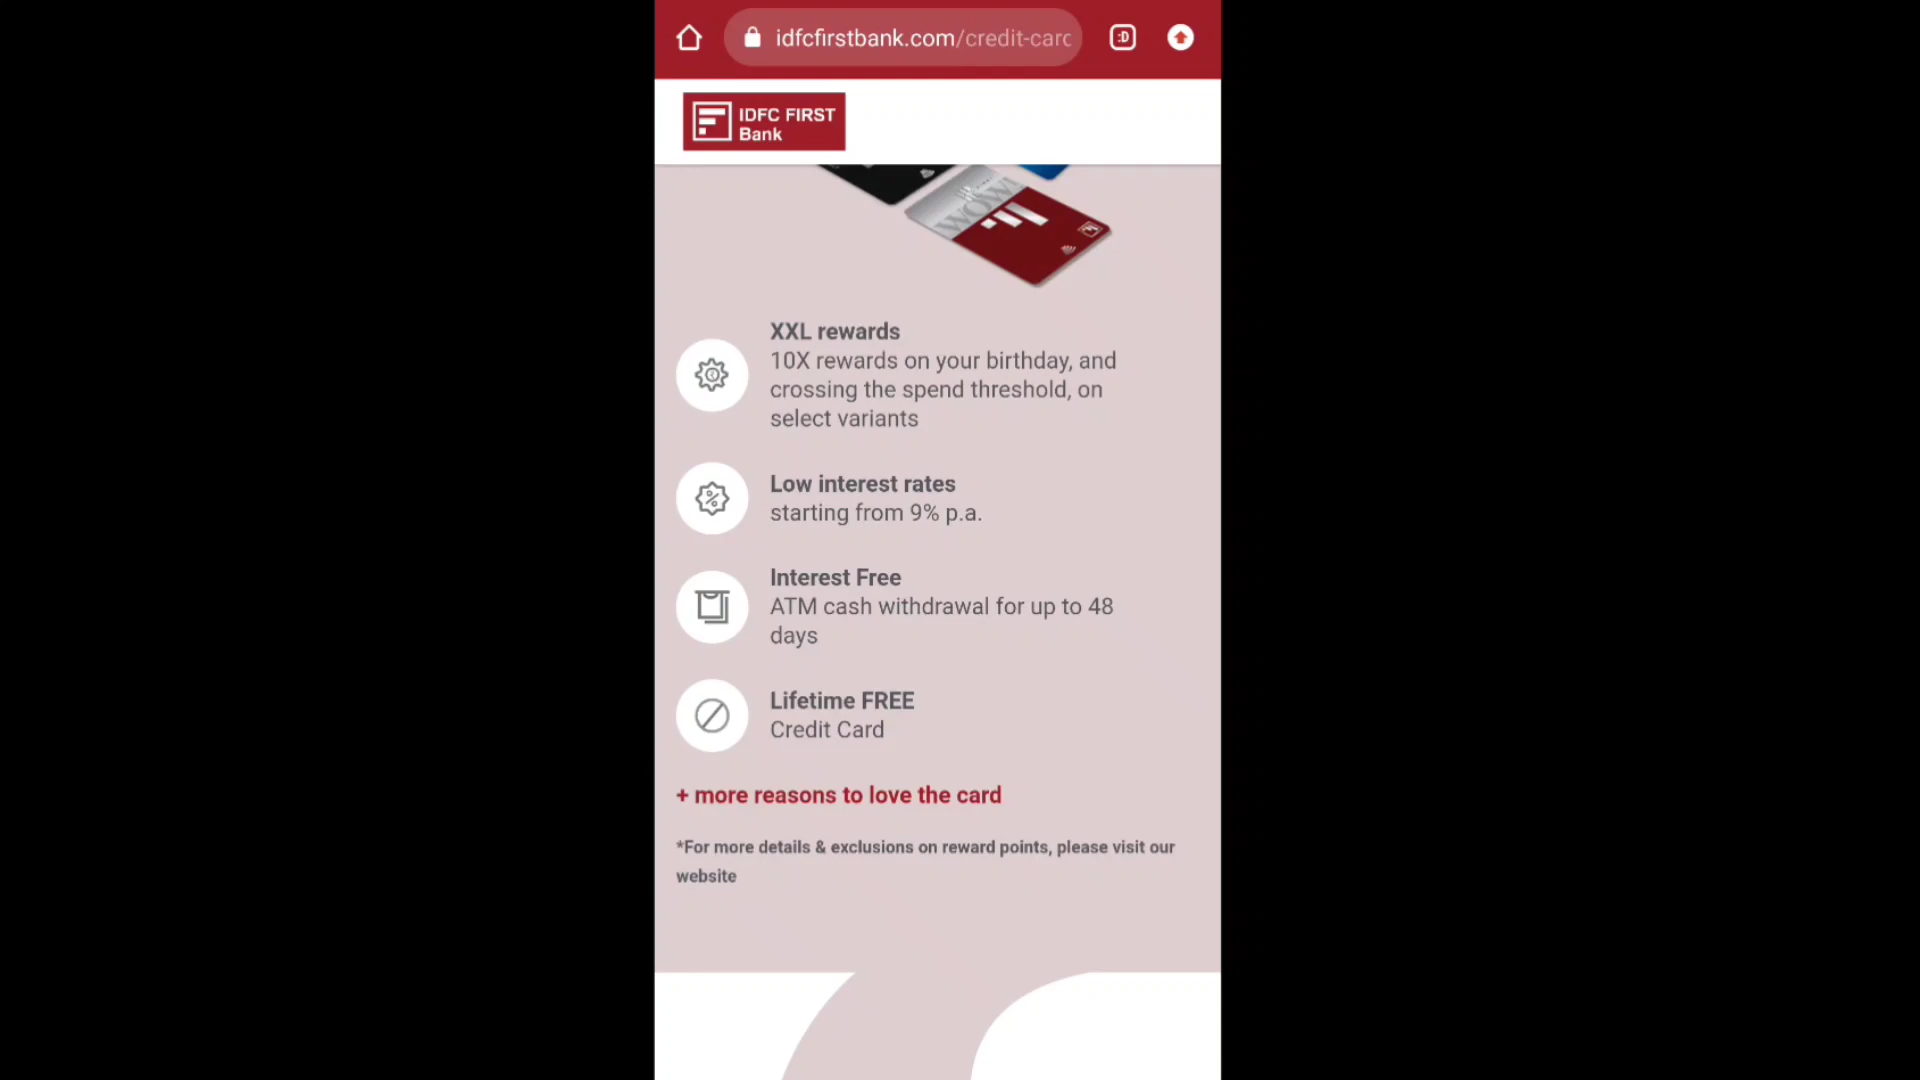 idfcfirstbank.com/credit-card
:D
IDFC FIRST
Bank
WOW!
XXL rewards
10X rewards on your birthday, and
crossing the spend threshold, on
select variants
Low interest rates
starting from 9% p.a.
Interest Free
ATM cash withdrawal for up to 48
days
Lifetime FREE
Credit Card
+ more reasons to love the card
*For more details & exclusions on reward points, please visit our
website